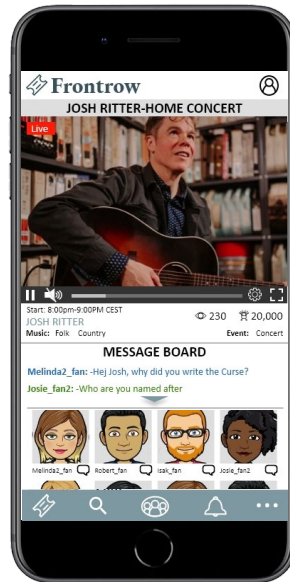 Frontrow
JOSH RITTER-HOME CONCERT
Live
Start: 8:00pm-9:00PM CEST
230 20,000
JOSH RITTER
Music: Folk Country Event: Concert
MESSAGE BOARD
Melinda2_fan: -Hej Josh, why did you write the Curse?
Josie_fan2: -Who are you named after
Melinda2_fan Robert_fan isak_fan Josie_fan2